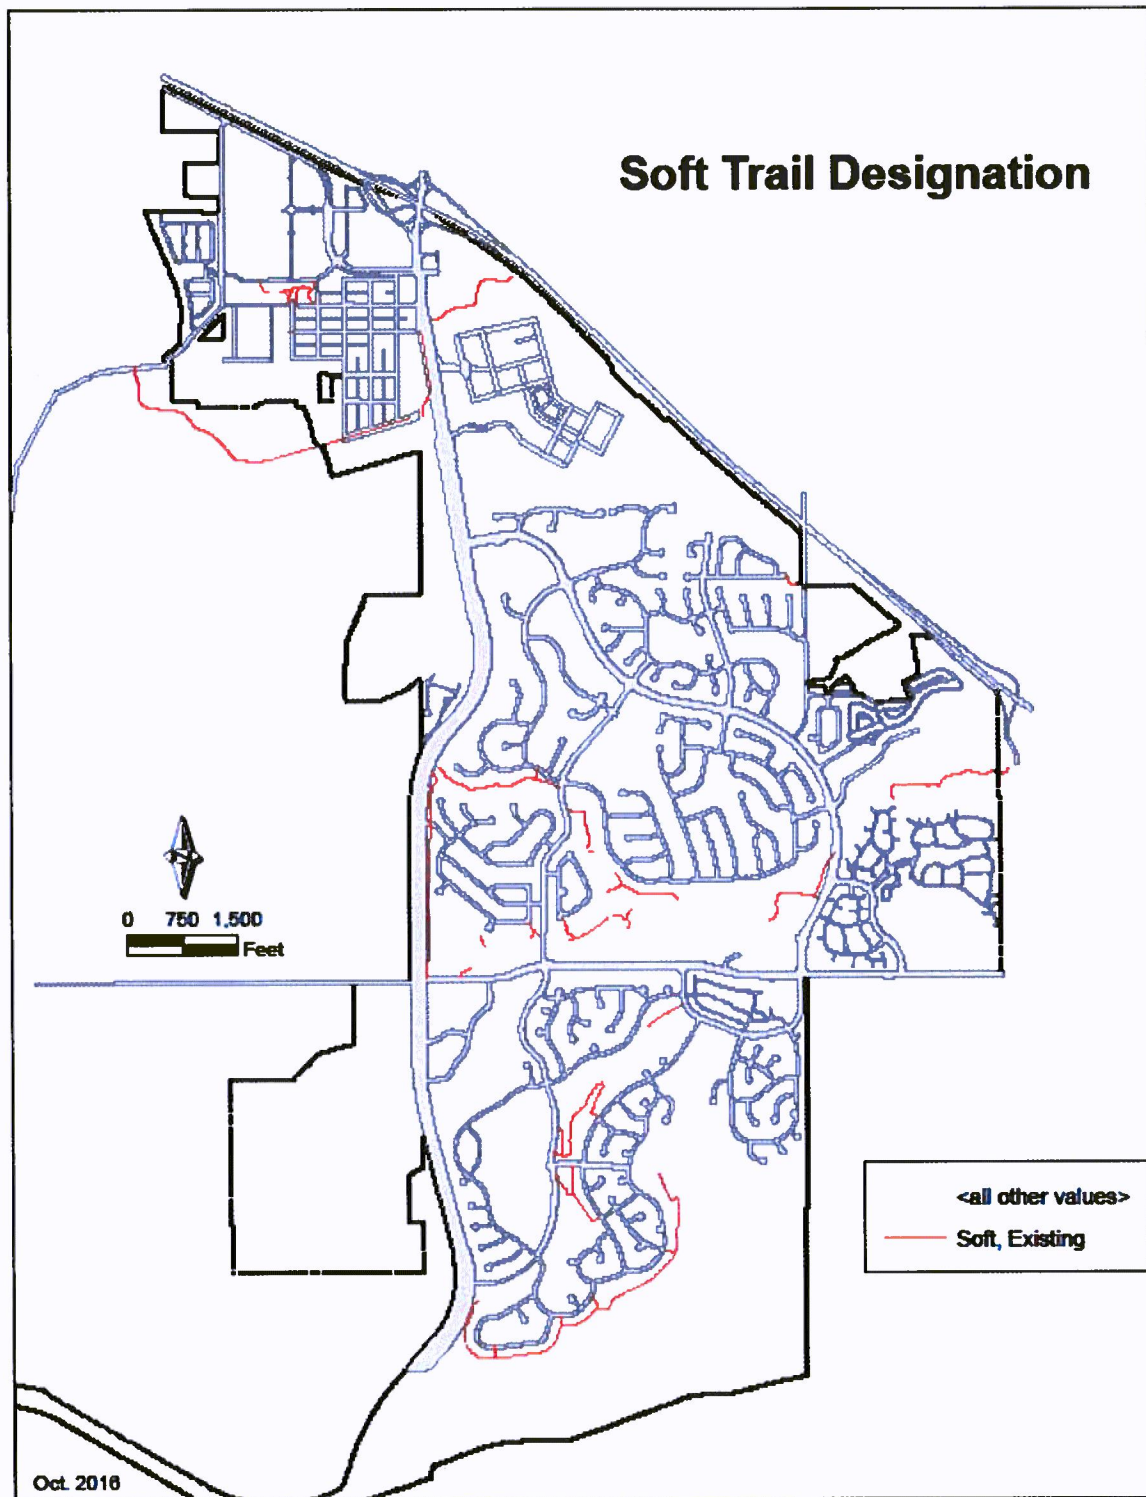 Soft Trail Designation
N
0 750 1,500
Feet
<all other values>
Soft, Existing
Oct. 2016